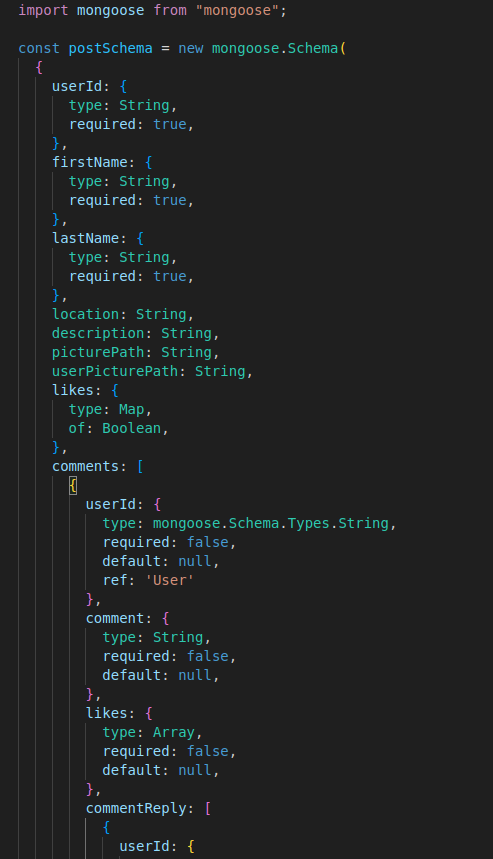 import mongoose from "mongoose";

const postSchema = new mongoose.Schema(
  {
    userId: {
      type: String,
      required: true,
    },
    firstName: {
      type: String,
      required: true,
    },
    lastName: {
      type: String,
      required: true,
    },
    location: String,
    description: String,
    picturePath: String,
    userPicturePath: String,
    likes: {
      type: Map,
      of: Boolean,
    },
    comments: [
      {
        userId: {
          type: mongoose.Schema.Types.String,
          required: false,
          default: null,
          ref: 'User'
        },
        comment: {
          type: String,
          required: false,
          default: null,
        },
        likes: {
          type: Array,
          required: false,
          default: null,
        },
        commentReply: [
          {
            userId: {